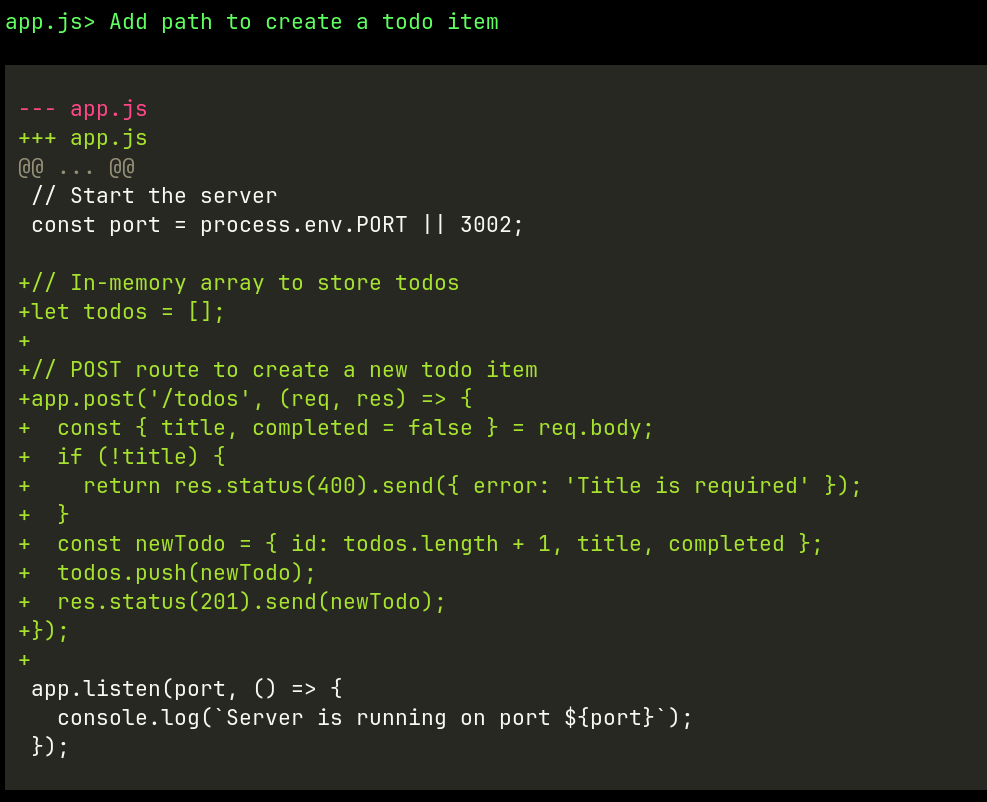 app.js> Add path to create a todo item
--- app.js
+++ app.js
@@ ... @@
 // Start the server
 const port = process.env.PORT || 3002;

+// In-memory array to store todos
+let todos = [];
+
+// POST route to create a new todo item
+app.post('/todos', (req, res) => {
+  const { title, completed = false } = req.body;
+  if (!title) {
+    return res.status(400).send({ error: 'Title is required' });
+  }
+  const newTodo = { id: todos.length + 1, title, completed };
+  todos.push(newTodo);
+  res.status(201).send(newTodo);
+});
+
 app.listen(port, () => {
   console.log(`Server is running on port ${port}`);
 });